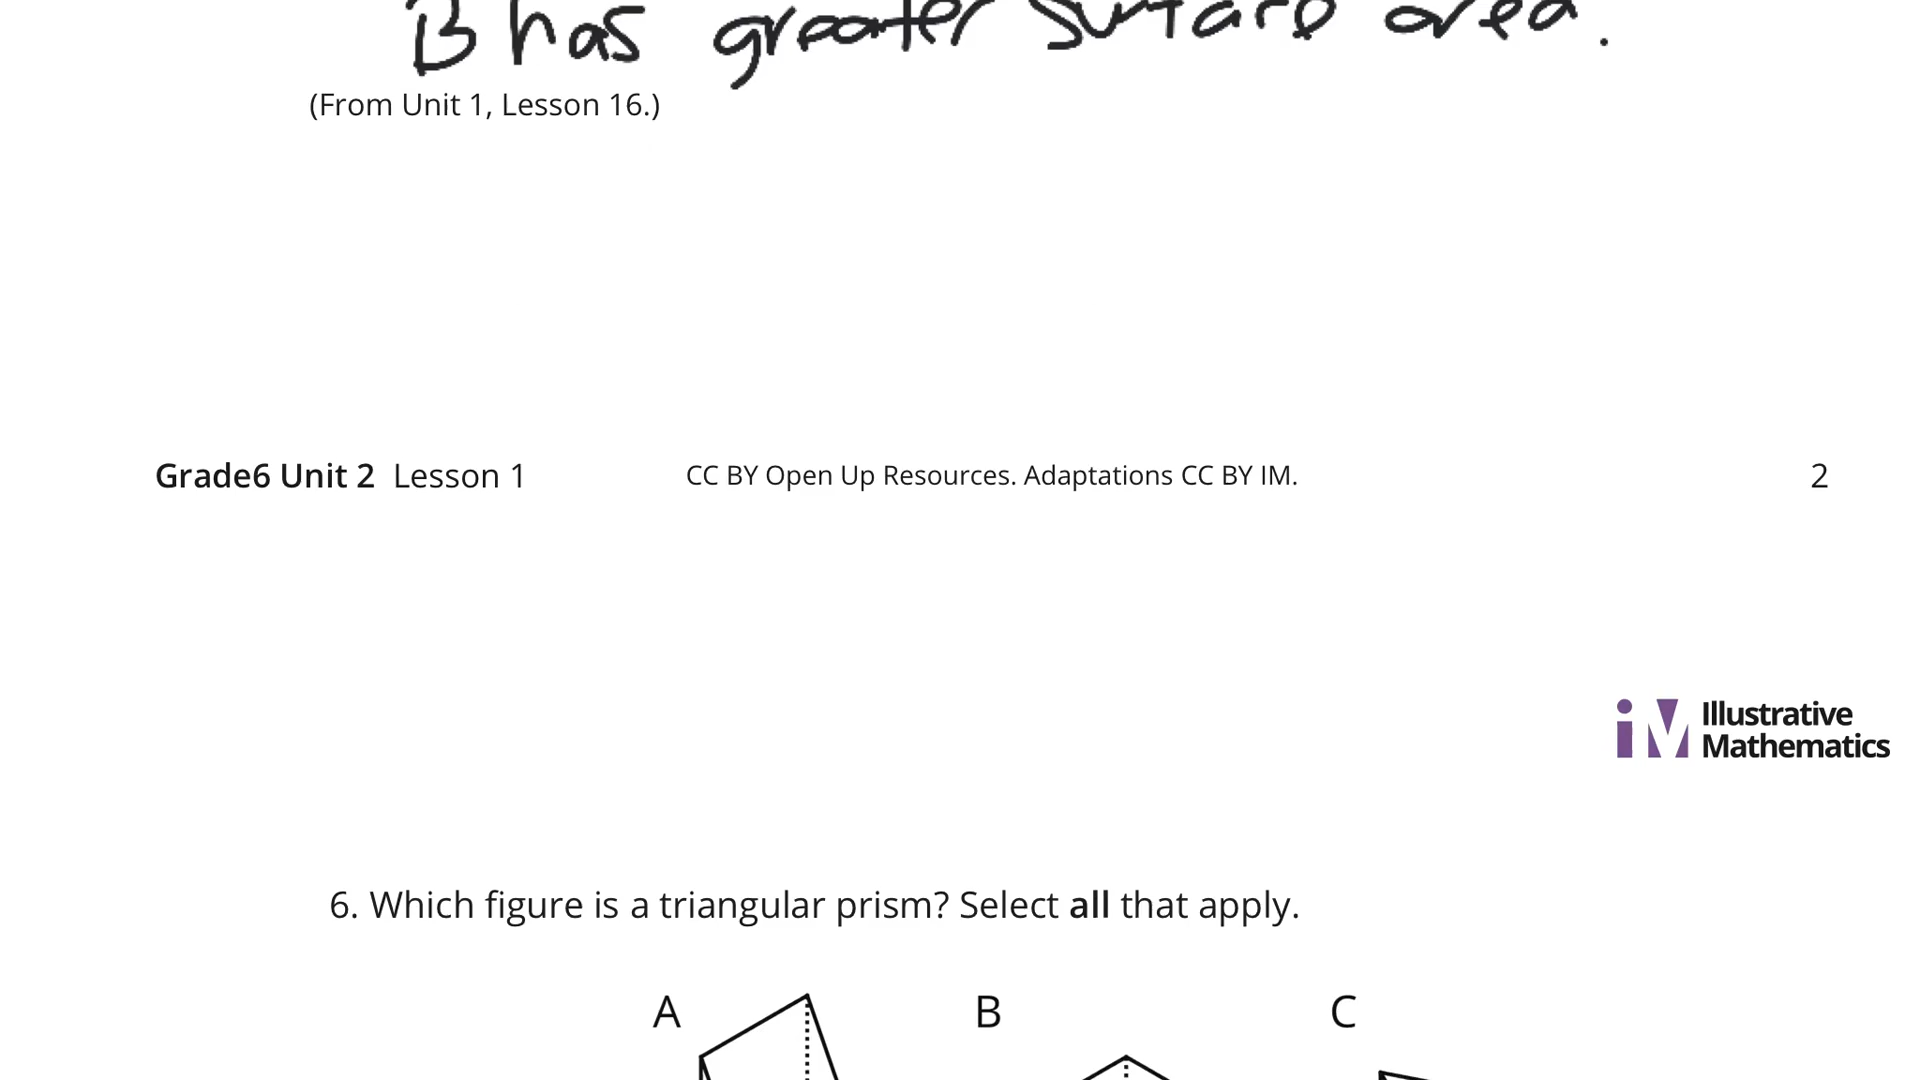 B has greater surface area.
(From Unit 1, Lesson 16.)
Grade6 Unit 2 Lesson 1
CC BY Open Up Resources. Adaptations CC BY IM.
2
Illustrative
Mathematics
6. Which figure is a triangular prism? Select all that apply.
A
B
C